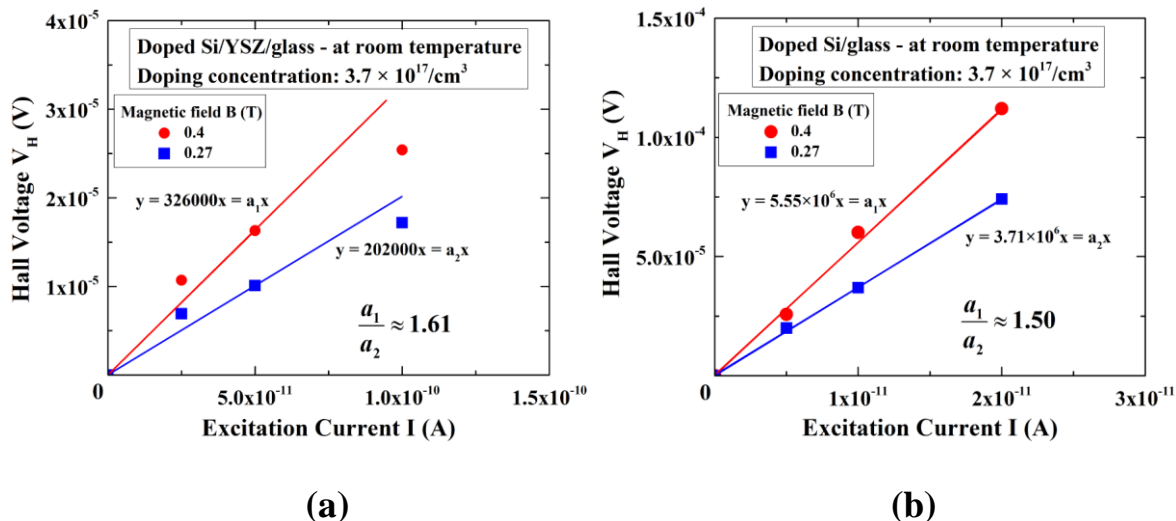 4x10⁻⁵
Doped Si/YSZ/glass - at room temperature
Doping concentration: 3.7 × 10¹⁷/cm³
3x10⁻⁵
Magnetic field B (T)
0.4
0.27
2x10⁻⁵
y = 326000x = a₁x
y = 202000x = a₂x
1x10⁻⁵
a₁/a₂ ≈ 1.61
0
5.0x10⁻¹¹ 1.0x10⁻¹⁰ 1.5x10⁻¹⁰
Hall Voltage V_H (V)
Excitation Current I (A)
(a)
1.5x10⁻⁴
Doped Si/glass - at room temperature
Doping concentration: 3.7 × 10¹⁷/cm³
Magnetic field B (T)
0.4
0.27
1.0x10⁻⁴
y = 5.55×10⁶x = a₁x
y = 3.71×10⁶x = a₂x
5.0x10⁻⁵
a₁/a₂ ≈ 1.50
0
1x10⁻¹¹ 2x10⁻¹¹ 3x10⁻¹¹
Hall Voltage V_H (V)
Excitation Current I (A)
(b)